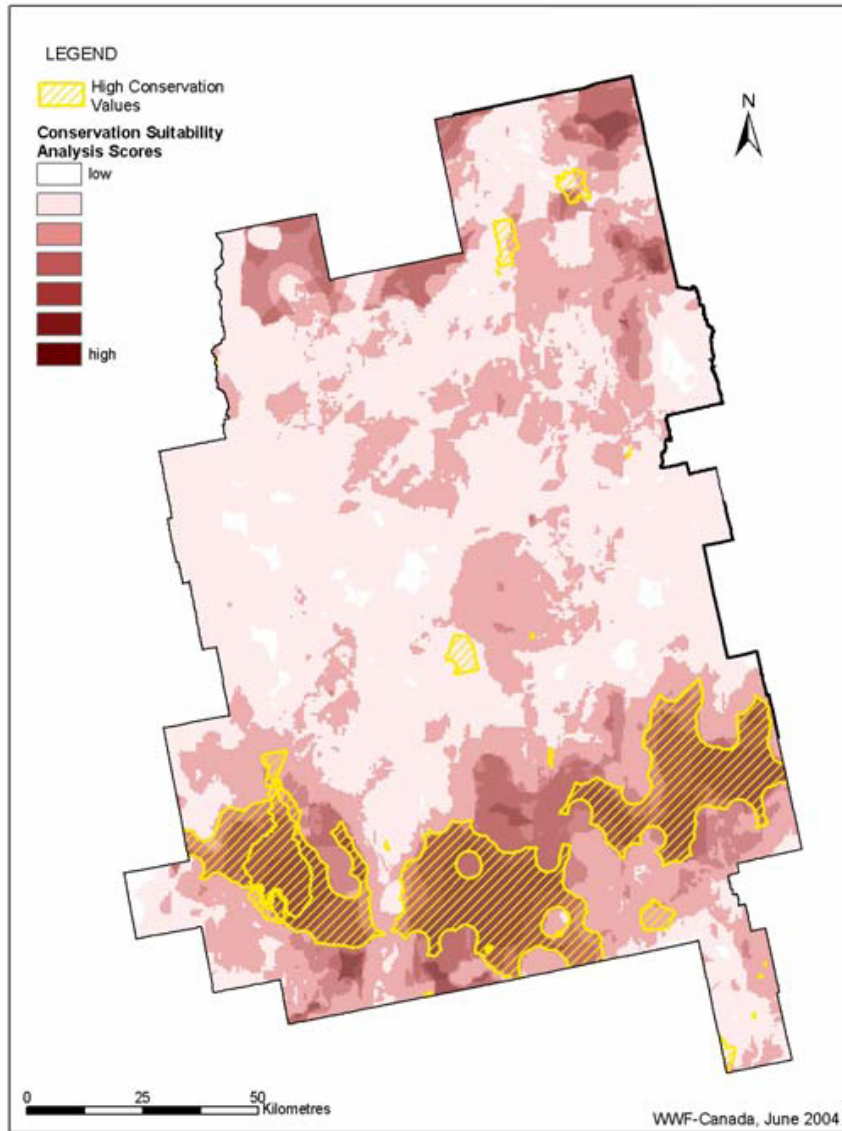 LEGEND
High Conservation
Values
Conservation Suitability
Analysis Scores
low
high
N
0 25 50
Kilometres
WWF-Canada, June 2004